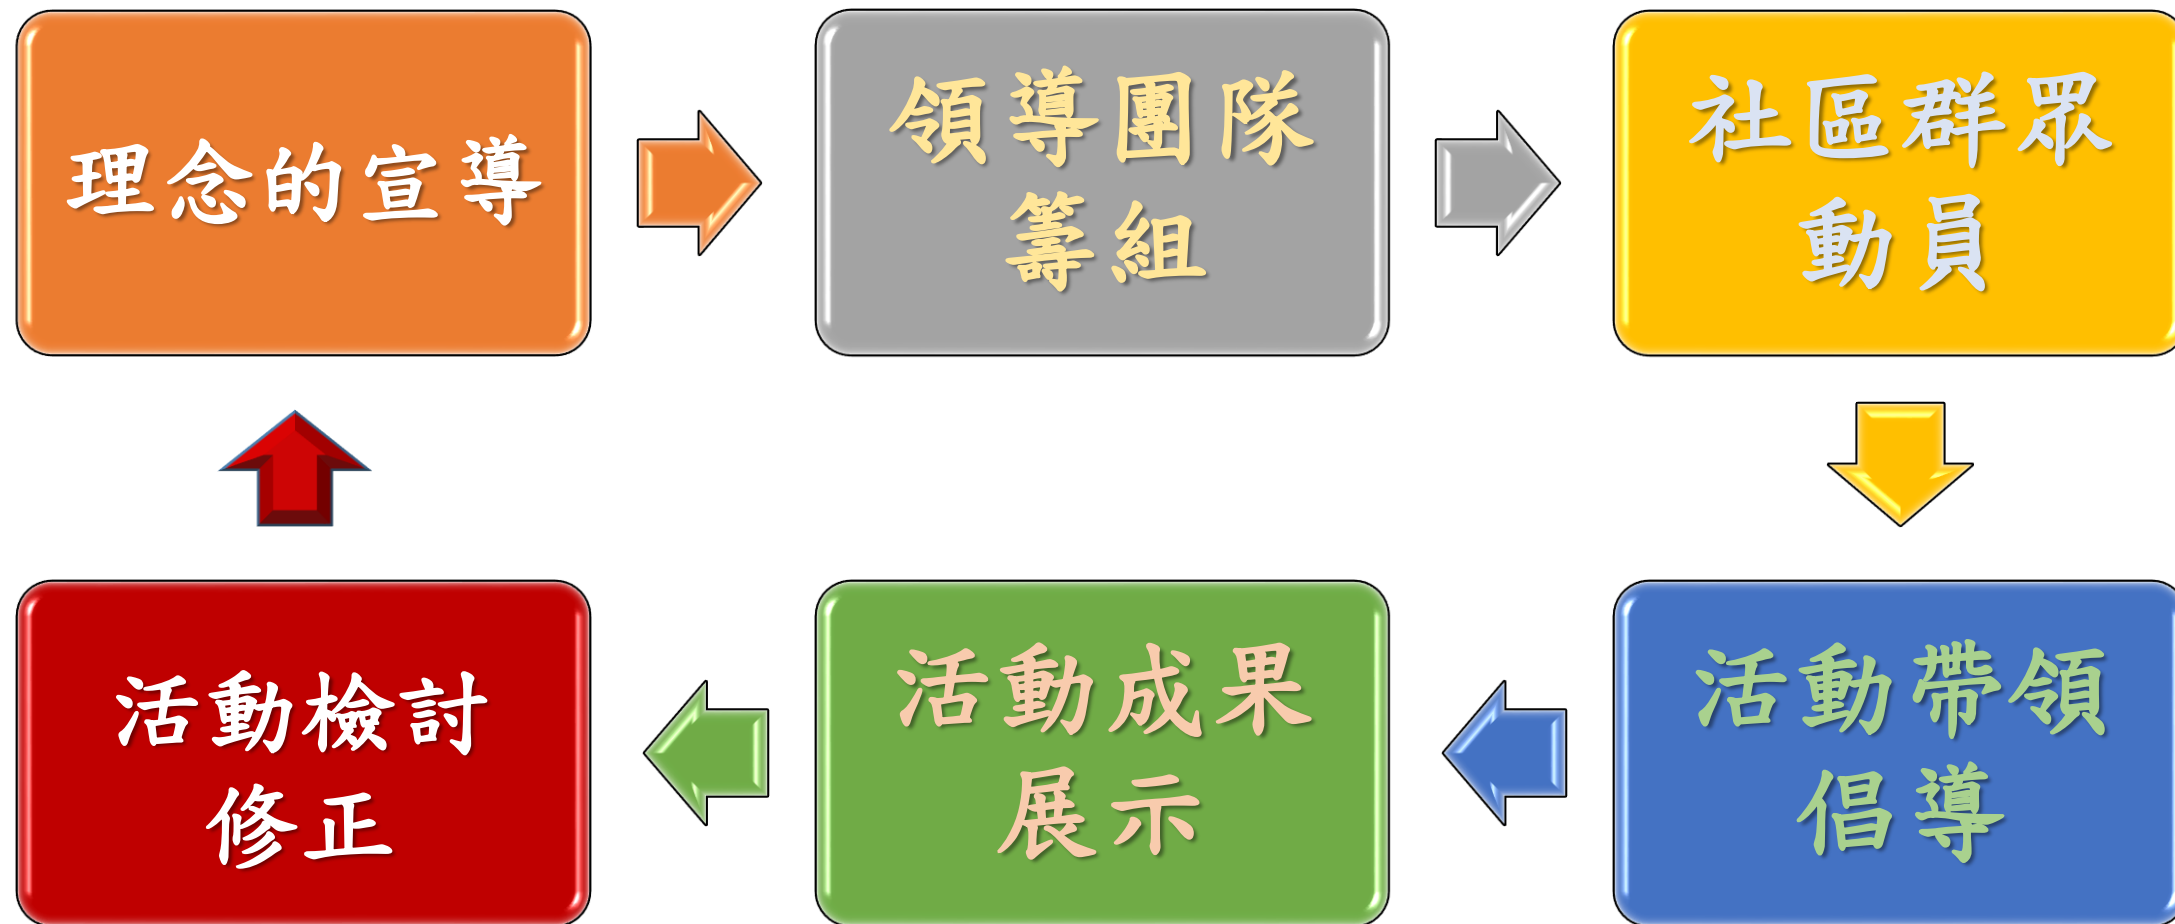 理念的宣導
領導團隊
籌組
社區群眾
動員
活動帶領
倡導
活動成果
展示
活動檢討
修正